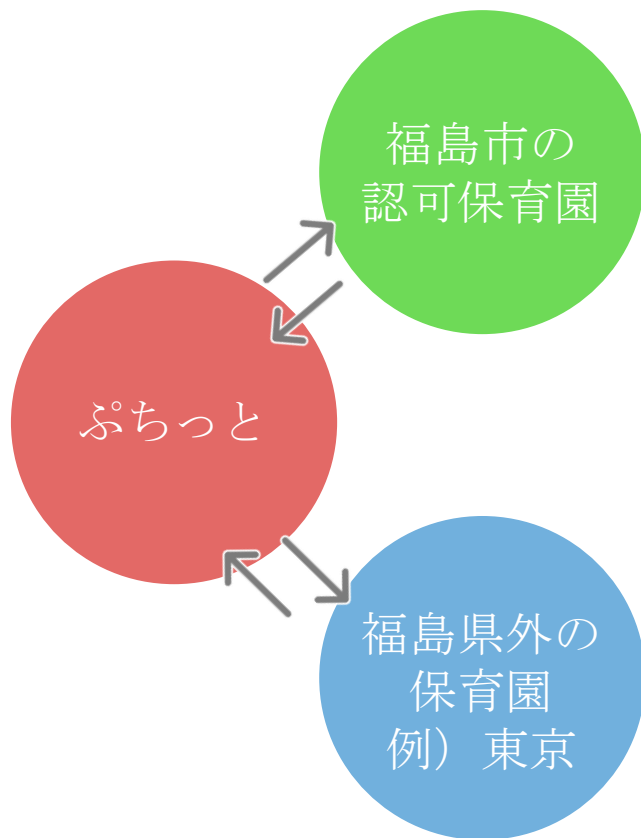 福島市の
認可保育園
ぷちっと
福島県外の
保育園
例）東京